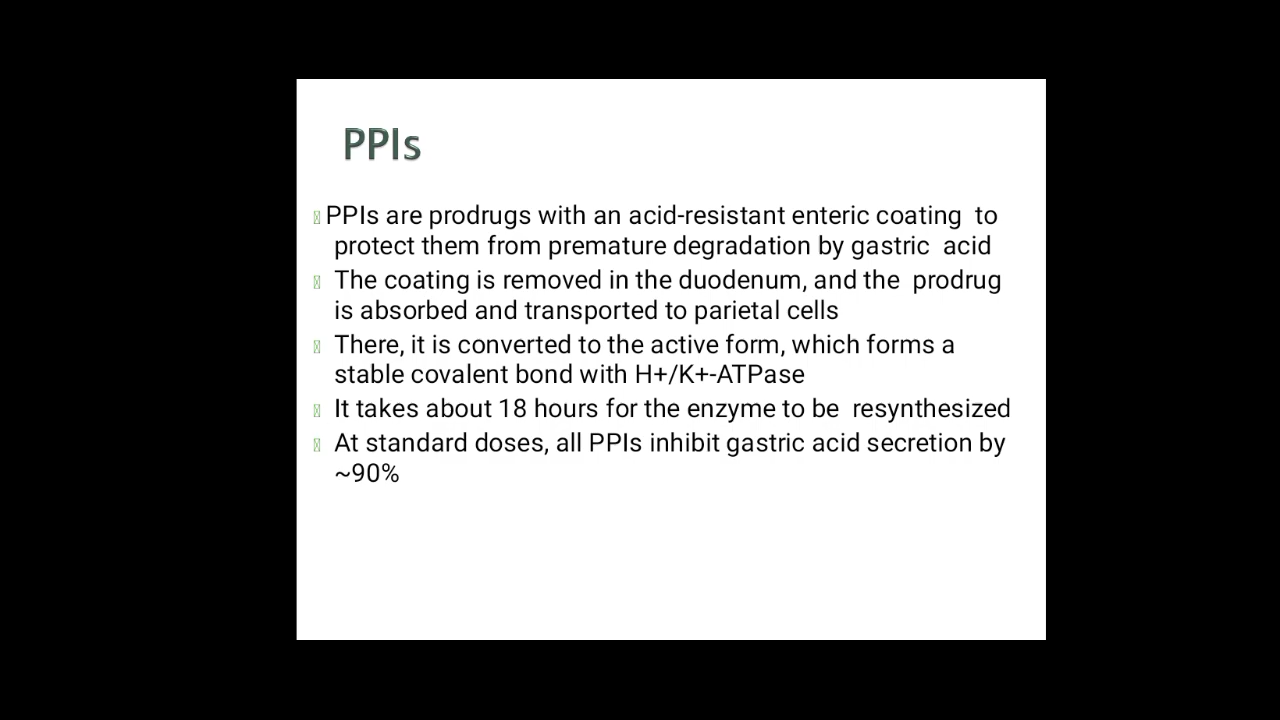 PPIs
PPIs are prodrugs with an acid-resistant enteric coating  to
protect them from premature degradation by gastric  acid
The coating is removed in the duodenum, and the  prodrug
is absorbed and transported to parietal cells
There, it is converted to the active form, which forms a
stable covalent bond with H+/K+-ATPase
It takes about 18 hours for the enzyme to be  resynthesized
At standard doses, all PPIs inhibit gastric acid secretion by
~90%